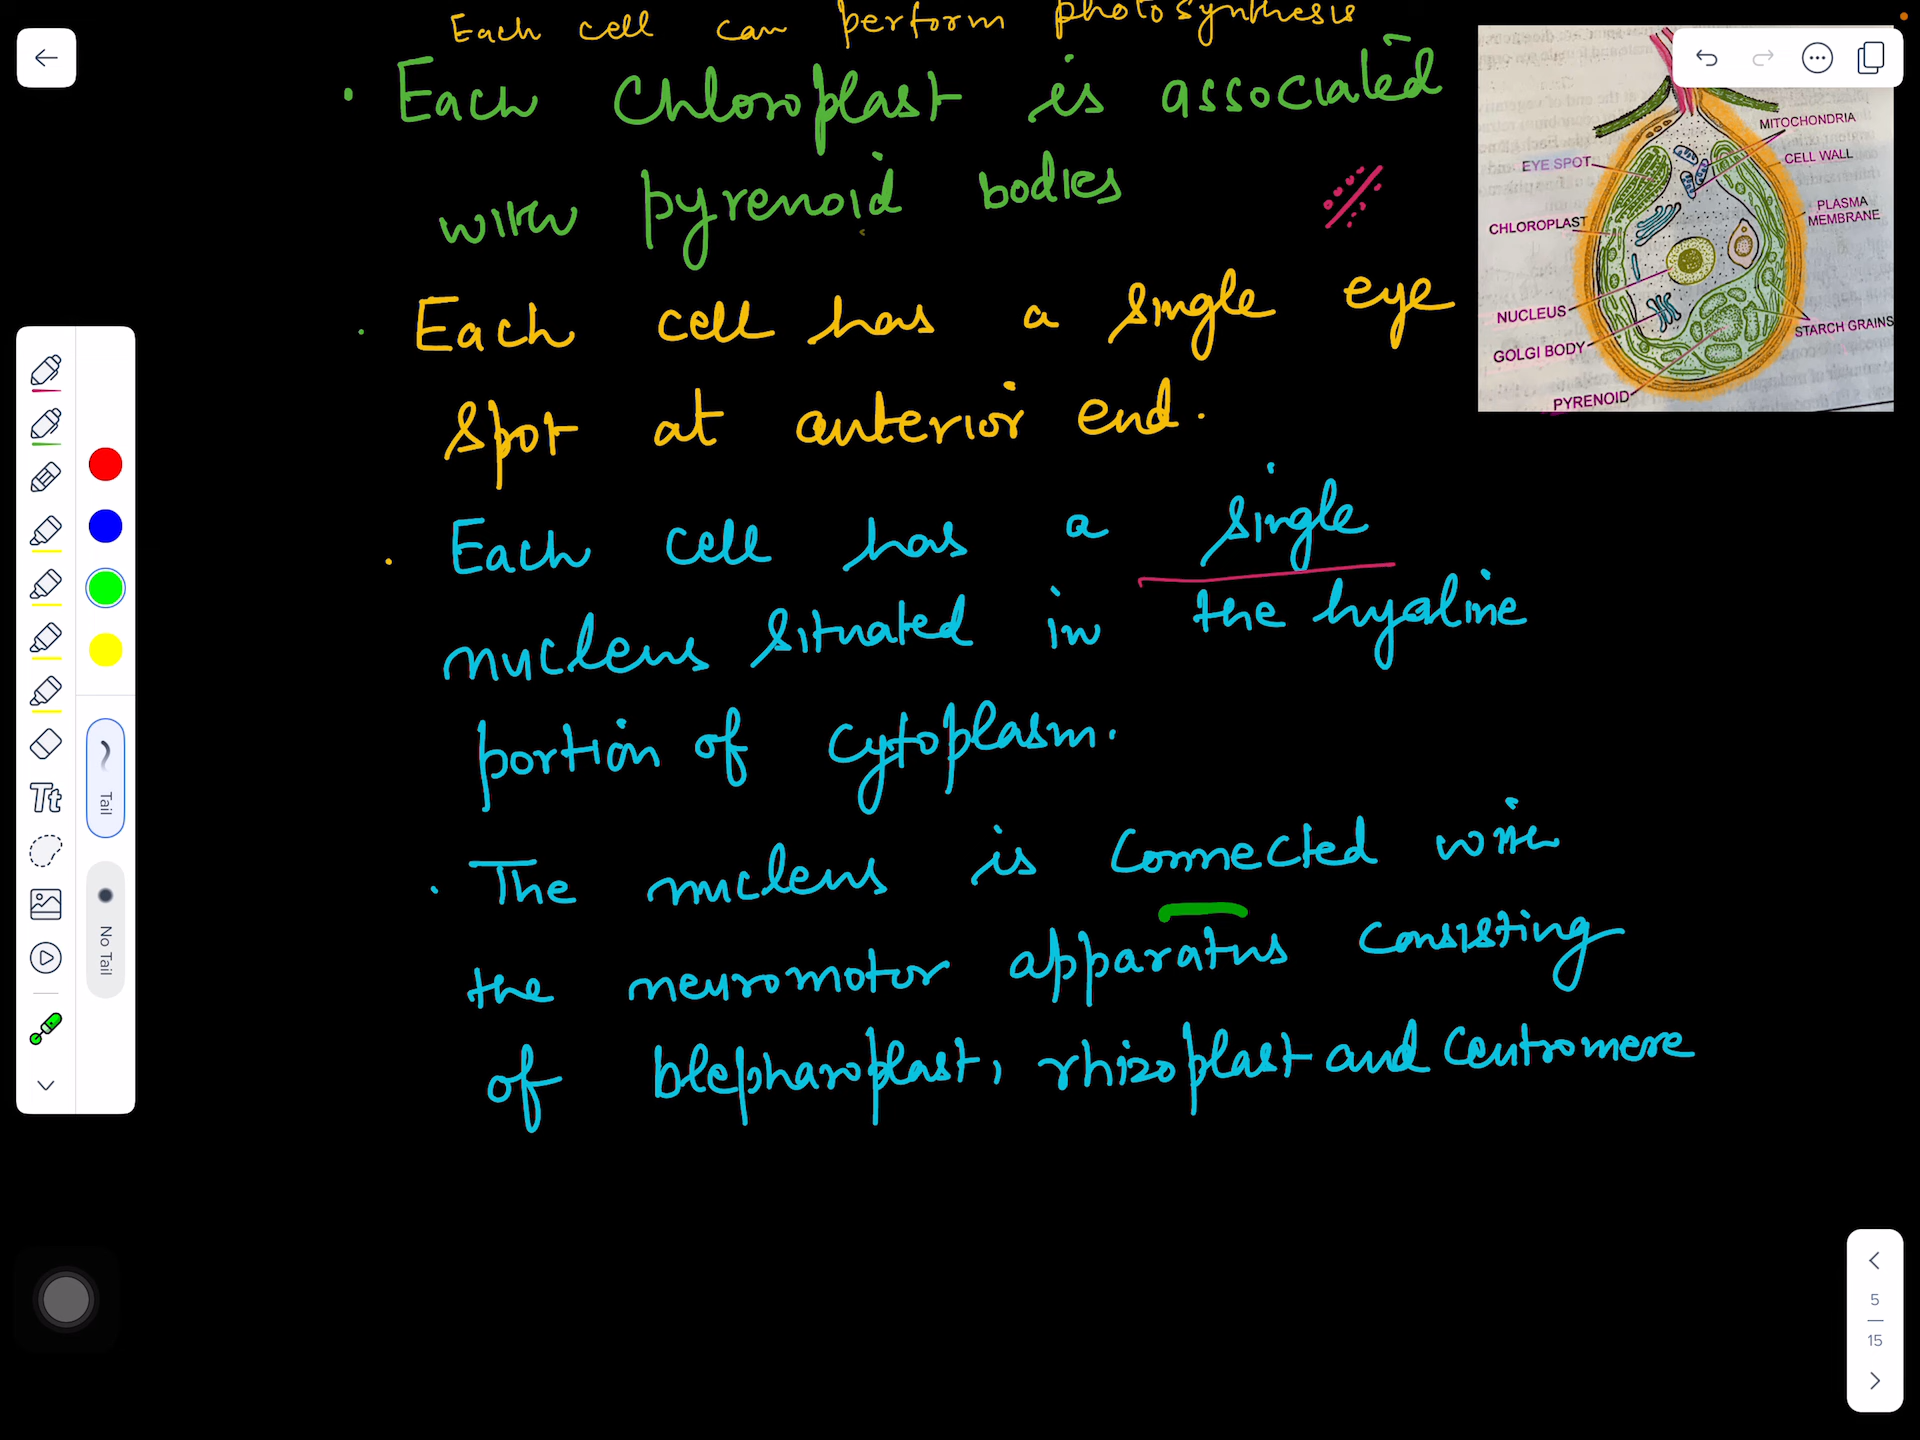 Each cell can perform photosynthesis
Each Chloroplast is associated
with pyrenoid bodies
Each cell has a single eye
spot at anterior end.
Each cell has a single
nucleus situated in the hyaline
portion of cytoplasm.
The nucleus is connected with
the neuromotor apparatus consisting
of blepharoplast, rhizoplast and centromere
MITOCHONDRIA
EYE SPOT
CELL WALL
CHLOROPLAST
PLASMA
MEMBRANE
NUCLEUS
STARCH GRAINS
GOLGI BODY
PYRENOID
Tt
Tail
No Tail
5
15